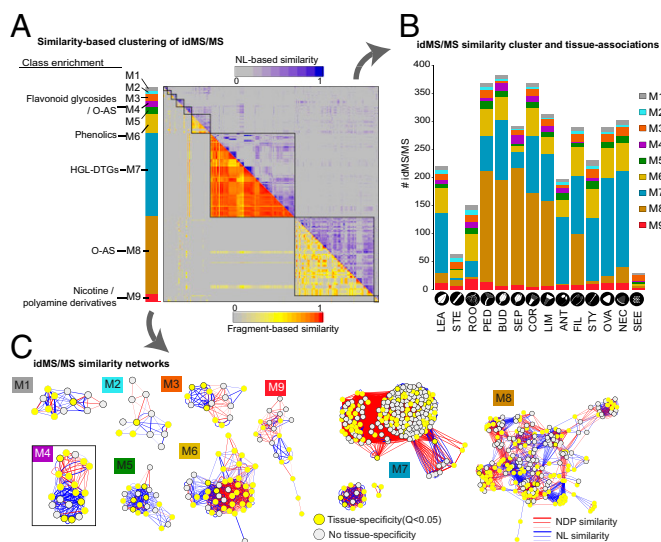 A
Similarity-based clustering of idMS/MS
Class enrichment
NL-based similarity
0 1
M1
M2
Flavonoid glycosides
/ O-AS
M3
M4
M5
Phenolics
M6
HGL-DTGs
M7
O-AS
M8
Nicotine /
polyamine derivatives
M9
0 1
Fragment-based similarity
B
idMS/MS similarity cluster and tissue-associations
# idMS/MS
400
350
300
250
200
150
100
50
0
LEA STE ROO PED BUD SEP COR LIM ANT FIL STY OVA NEC SEE
M1
M2
M3
M4
M5
M6
M7
M8
M9
C
idMS/MS similarity networks
M1
M2
M3
M9
M4
M5
M6
M7
M8
Tissue-specificity(Q<0.05)
No tissue-specificity
NDP similarity
NL similarity